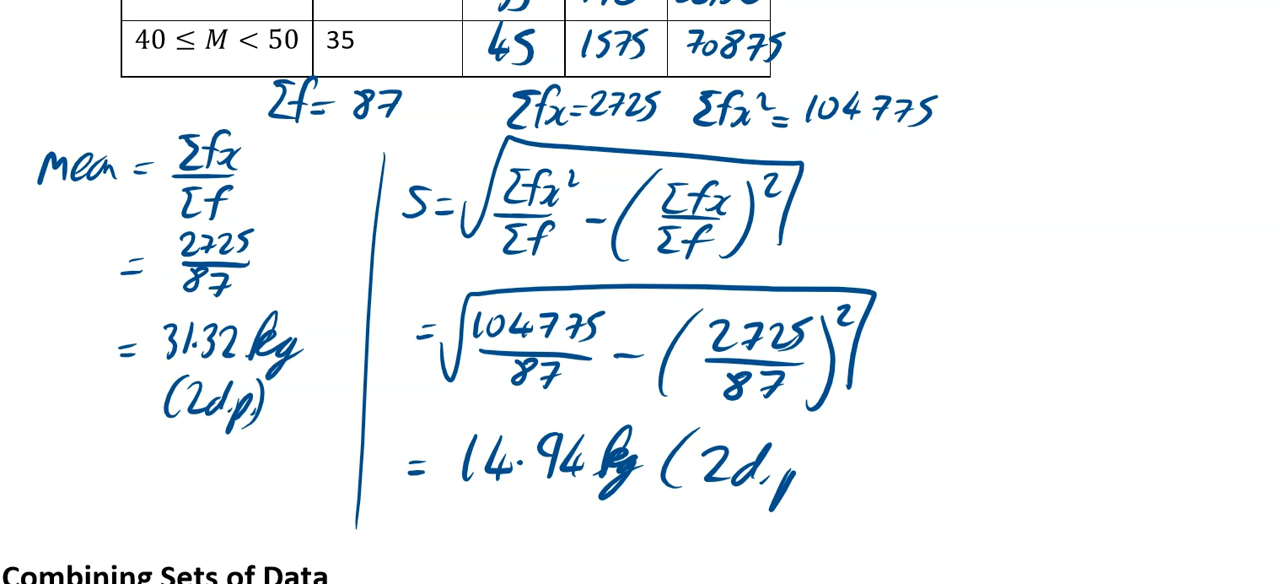 40 ≤ M < 50 35 45 1575 70875
Σf = 87 Σfx = 2725 Σfx² = 104775
mean = Σfx / Σf
= 2725 / 87
= 31.32 kg
(2d.p.)
S = √(Σfx² / Σf - (Σfx / Σf)²)
= √(104775 / 87 - (2725 / 87)²)
= 14.94 kg (2d.p
Combining Sets of Data